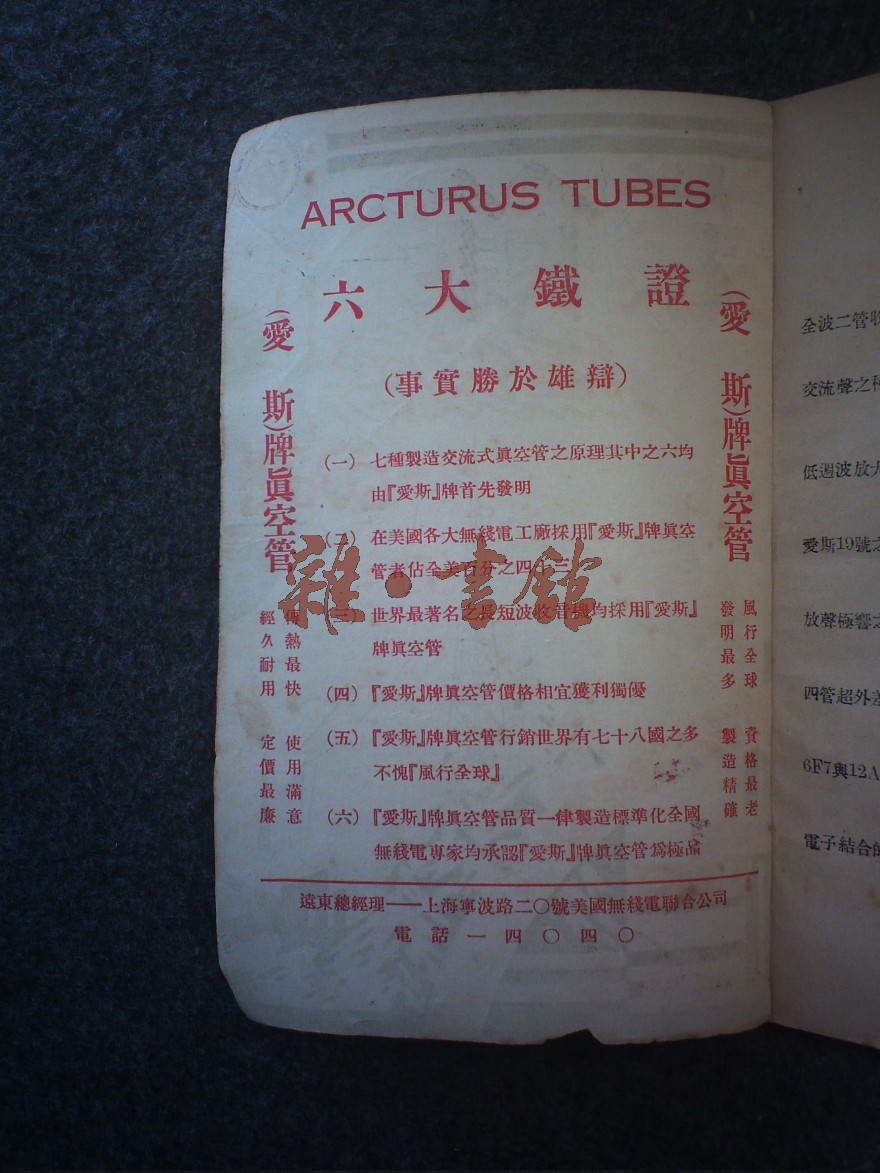 ARCTURUS TUBES
六大鐵證
（事實勝於雄辯）
（愛斯）牌眞空管
風行全球
發明最多
資格最老
製造精確
（一） 七種製造交流式眞空管之原理其中之六均
由『愛斯』牌首先發明
（二） 在美國各大無綫電工廠採用『愛斯』牌眞空
管者佔全美百分之四十三
（三） 世界最著名之長短波收音機均採用『愛斯』
牌眞空管
（四） 『愛斯』牌眞空管價格相宜獲利獨優
（五） 『愛斯』牌眞空管行銷世界有七十八國之多
不愧『風行全球』
（六） 『愛斯』牌眞空管品質一律製造標準化全國
無綫電專家均承認『愛斯』牌眞空管爲極品
（愛斯）牌眞空管
傳熱最快
經久耐用
使用滿意
定價最廉
遠東總經理——上海寧波路二〇號美國無綫電聯合公司
電話一四〇四〇
雜·書館
全波二管收
交流聲之種
低週波放大
愛斯19號之
放聲極響之
四管超外差
6F7與12A
電子結合的